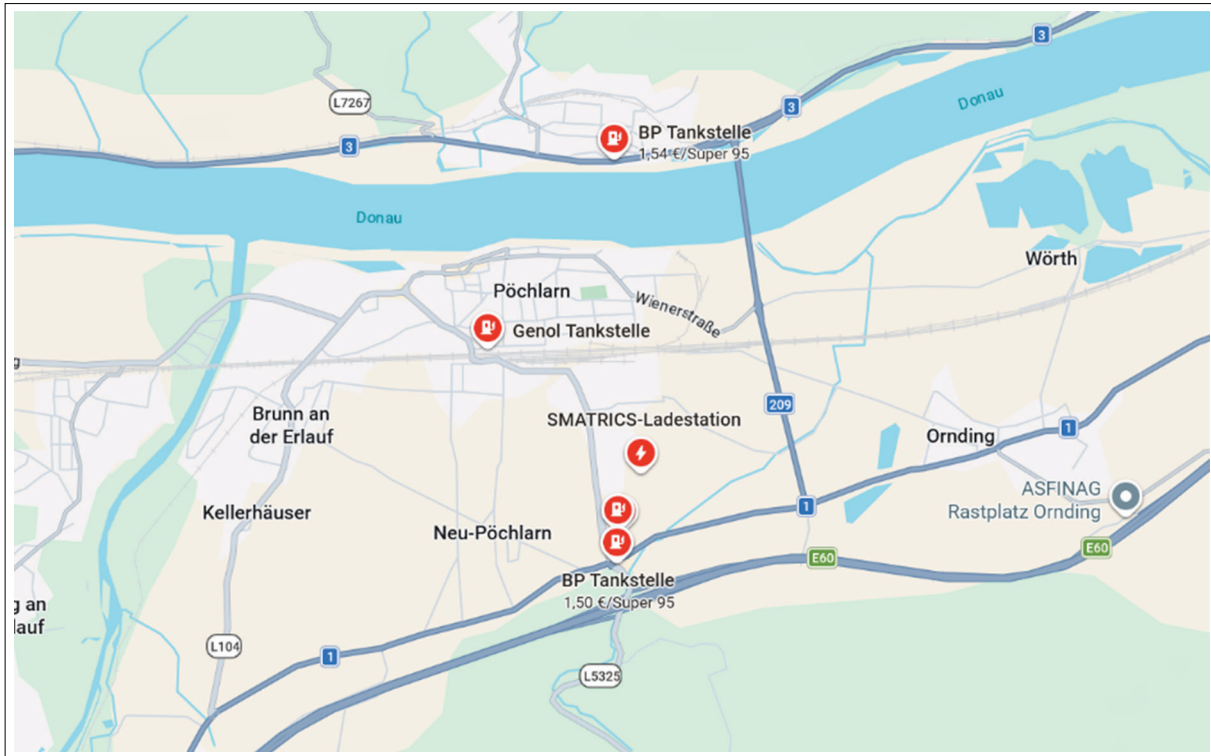 3
Donau
L7267
3
BP Tankstelle
1,54 €/Super 95
3
Donau
Wörth
Pöchlarn
Wienerstraße
Genol Tankstelle
g
209
SMATRICS-Ladestation
Brunn an
der Erlauf
Ornding
1
ASFINAG
Rastplatz Ornding
Kellerhäuser
1
Neu-Pöchlarn
E60
E60
BP Tankstelle
1,50 €/Super 95
g an
lauf
L104
1
L5325